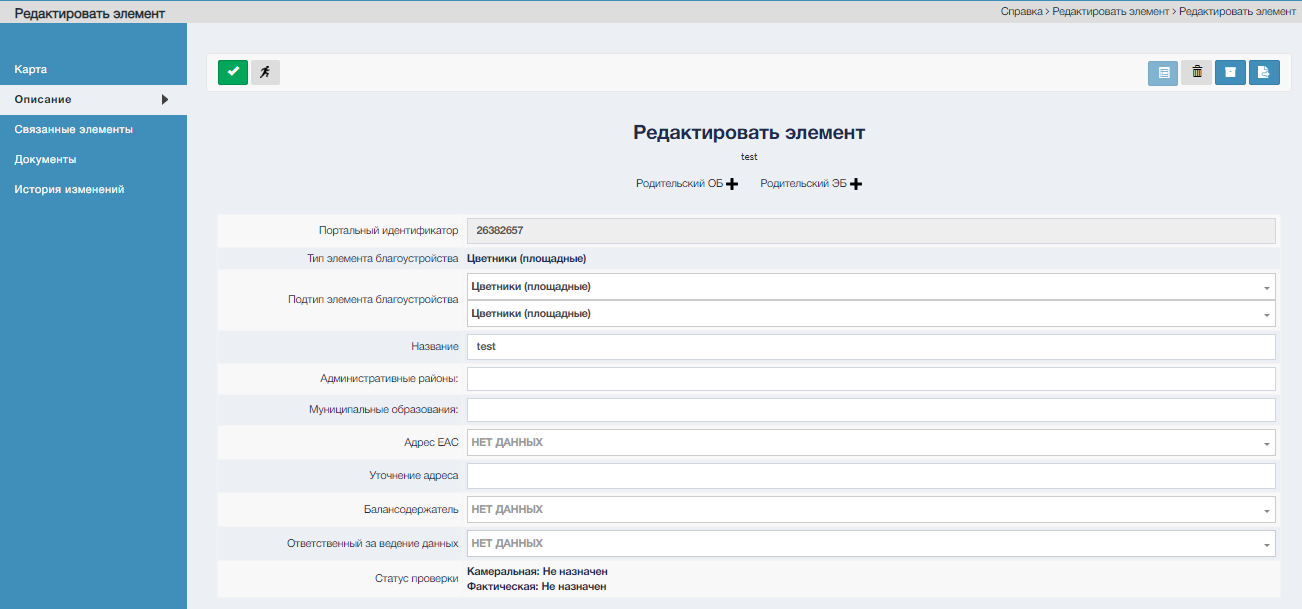 Редактировать элемент
Справка › Редактировать элемент › Редактировать элемент
Карта
Описание
Связанные элементы
Документы
История изменений
Редактировать элемент
test
Родительский ОБ
Родительский ЭБ
Портальный идентификатор 26382657
Тип элемента благоустройства Цветники (площадные)
Подтип элемента благоустройства Цветники (площадные)
Цветники (площадные)
Название test
Административные районы:
Муниципальные образования:
Адрес ЕАС НЕТ ДАННЫХ
Уточнение адреса
Балансодержатель НЕТ ДАННЫХ
Ответственный за ведение данных НЕТ ДАННЫХ
Статус проверки Камеральная: Не назначен
Фактическая: Не назначен